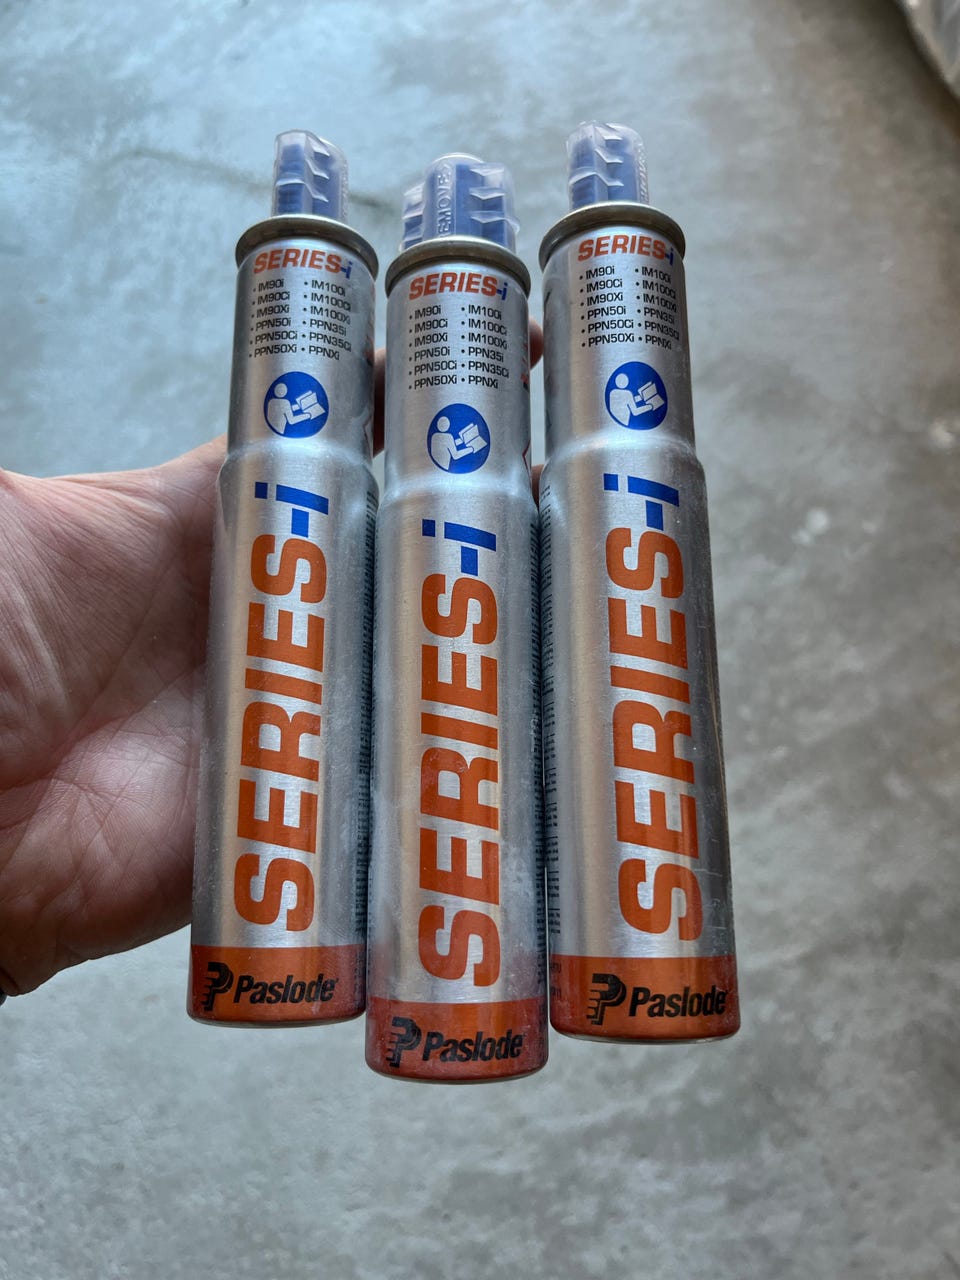 SERIES-i
• IM90i • IM100i
• IM90Ci • IM100Ci
• IM90Xi • IM100Xi
• PPN50i • PPN35i
• PPN50Ci • PPN35Ci
• PPN50Xi • PPNXi
SERIES-i
Paslode
REMOVE
SERIES-i
• IM90i • IM100i
• IM90Ci • IM100Ci
• IM90Xi • IM100Xi
• PPN50i • PPN35i
• PPN50Ci • PPN35Ci
• PPN50Xi • PPNXi
SERIES-i
Paslode
SERIES-i
• IM90i • IM100i
• IM90Ci • IM100Ci
• IM90Xi • IM100Xi
• PPN50i • PPN35i
• PPN50Ci • PPN35Ci
• PPN50Xi • PPNXi
SERIES-i
Paslode